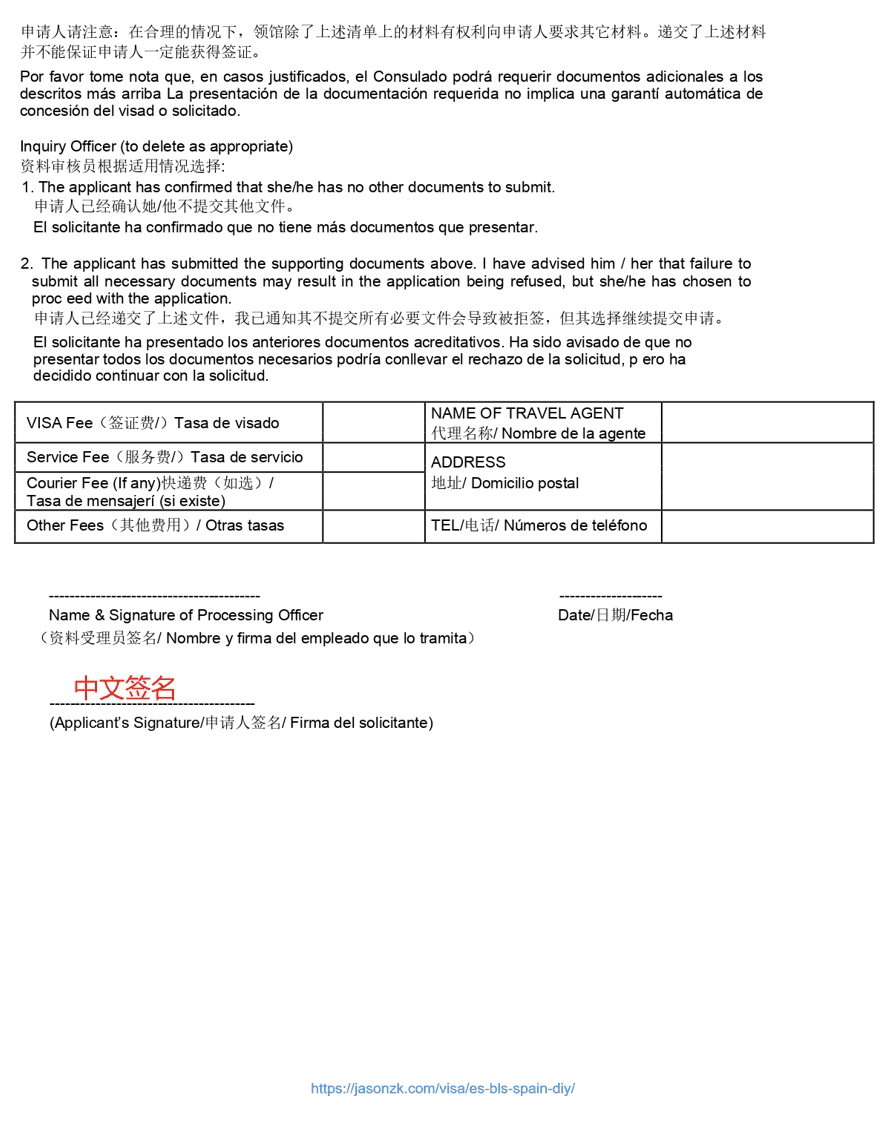 申请人请注意：在合理的情况下，领馆除了上述清单上的材料有权利向申请人要求其它材料。递交了上述材料
并不能保证申请人一定能获得签证。
Por favor tome nota que, en casos justificados, el Consulado podrá requerir documentos adicionales a los
descritos más arriba La presentación de la documentación requerida no implica una garantí automática de
concesión del visad o solicitado.
Inquiry Officer (to delete as appropriate)
资料审核员根据适用情况选择:
1. The applicant has confirmed that she/he has no other documents to submit.
申请人已经确认她/他不提交其他文件。
El solicitante ha confirmado que no tiene más documentos que presentar.
2. The applicant has submitted the supporting documents above. I have advised him / her that failure to
submit all necessary documents may result in the application being refused, but she/he has chosen to
proc eed with the application.
申请人已经递交了上述文件，我已通知其不提交所有必要文件会导致被拒签，但其选择继续提交申请。
El solicitante ha presentado los anteriores documentos acreditativos. Ha sido avisado de que no
presentar todos los documentos necesarios podría conllevar el rechazo de la solicitud, p ero ha
decidido continuar con la solicitud.
VISA Fee（签证费/）Tasa de visado
NAME OF TRAVEL AGENT
代理名称/ Nombre de la agente
Service Fee（服务费/）Tasa de servicio
ADDRESS
地址/ Domicilio postal
Courier Fee (If any)快递费（如选）/
Tasa de mensajerí (si existe)
Other Fees（其他费用）/ Otras tasas
TEL/电话/ Números de teléfono
Name & Signature of Processing Officer
Date/日期/Fecha
（资料受理员签名/ Nombre y firma del empleado que lo tramita）
中文签名
(Applicant's Signature/申请人签名/ Firma del solicitante)
https://jasonzk.com/visa/es-bls-spain-diy/